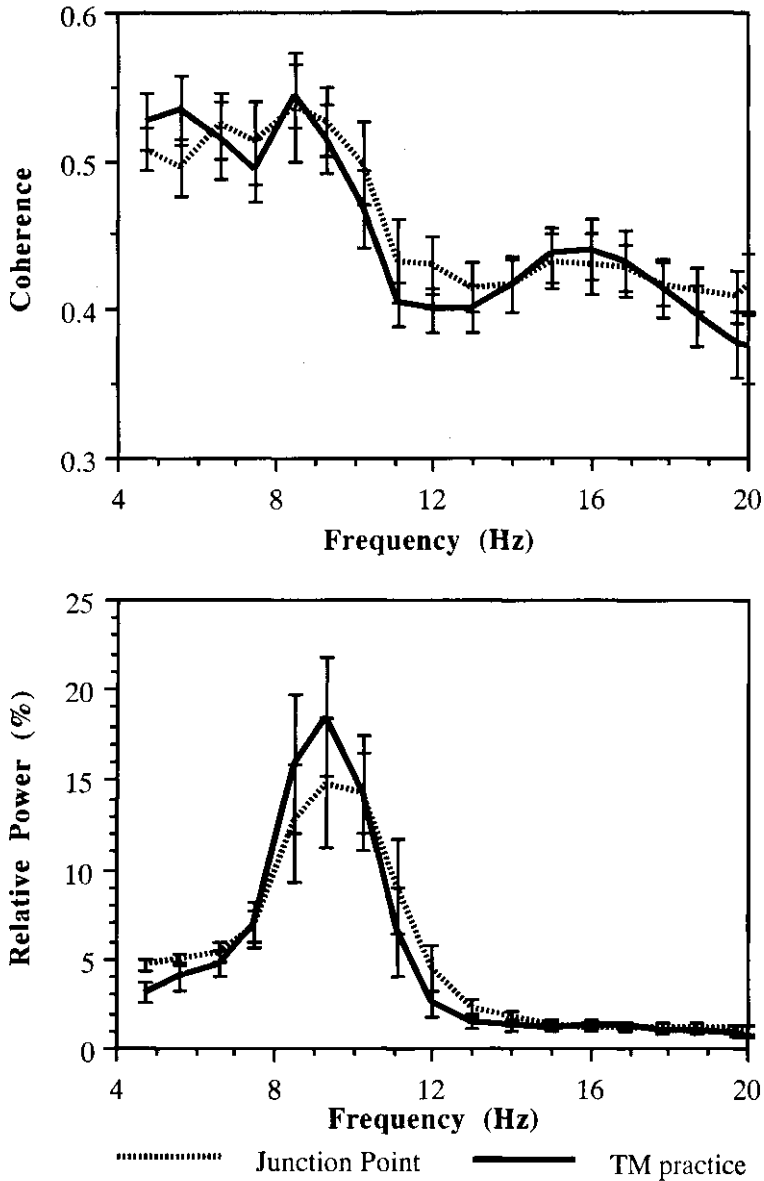 0.6
0.5
0.4
0.3
Coherence
4 8 12 16 20
Frequency (Hz)
25
20
15
10
5
0
Relative Power (%)
4 8 12 16 20
Frequency (Hz)
Junction Point TM practice